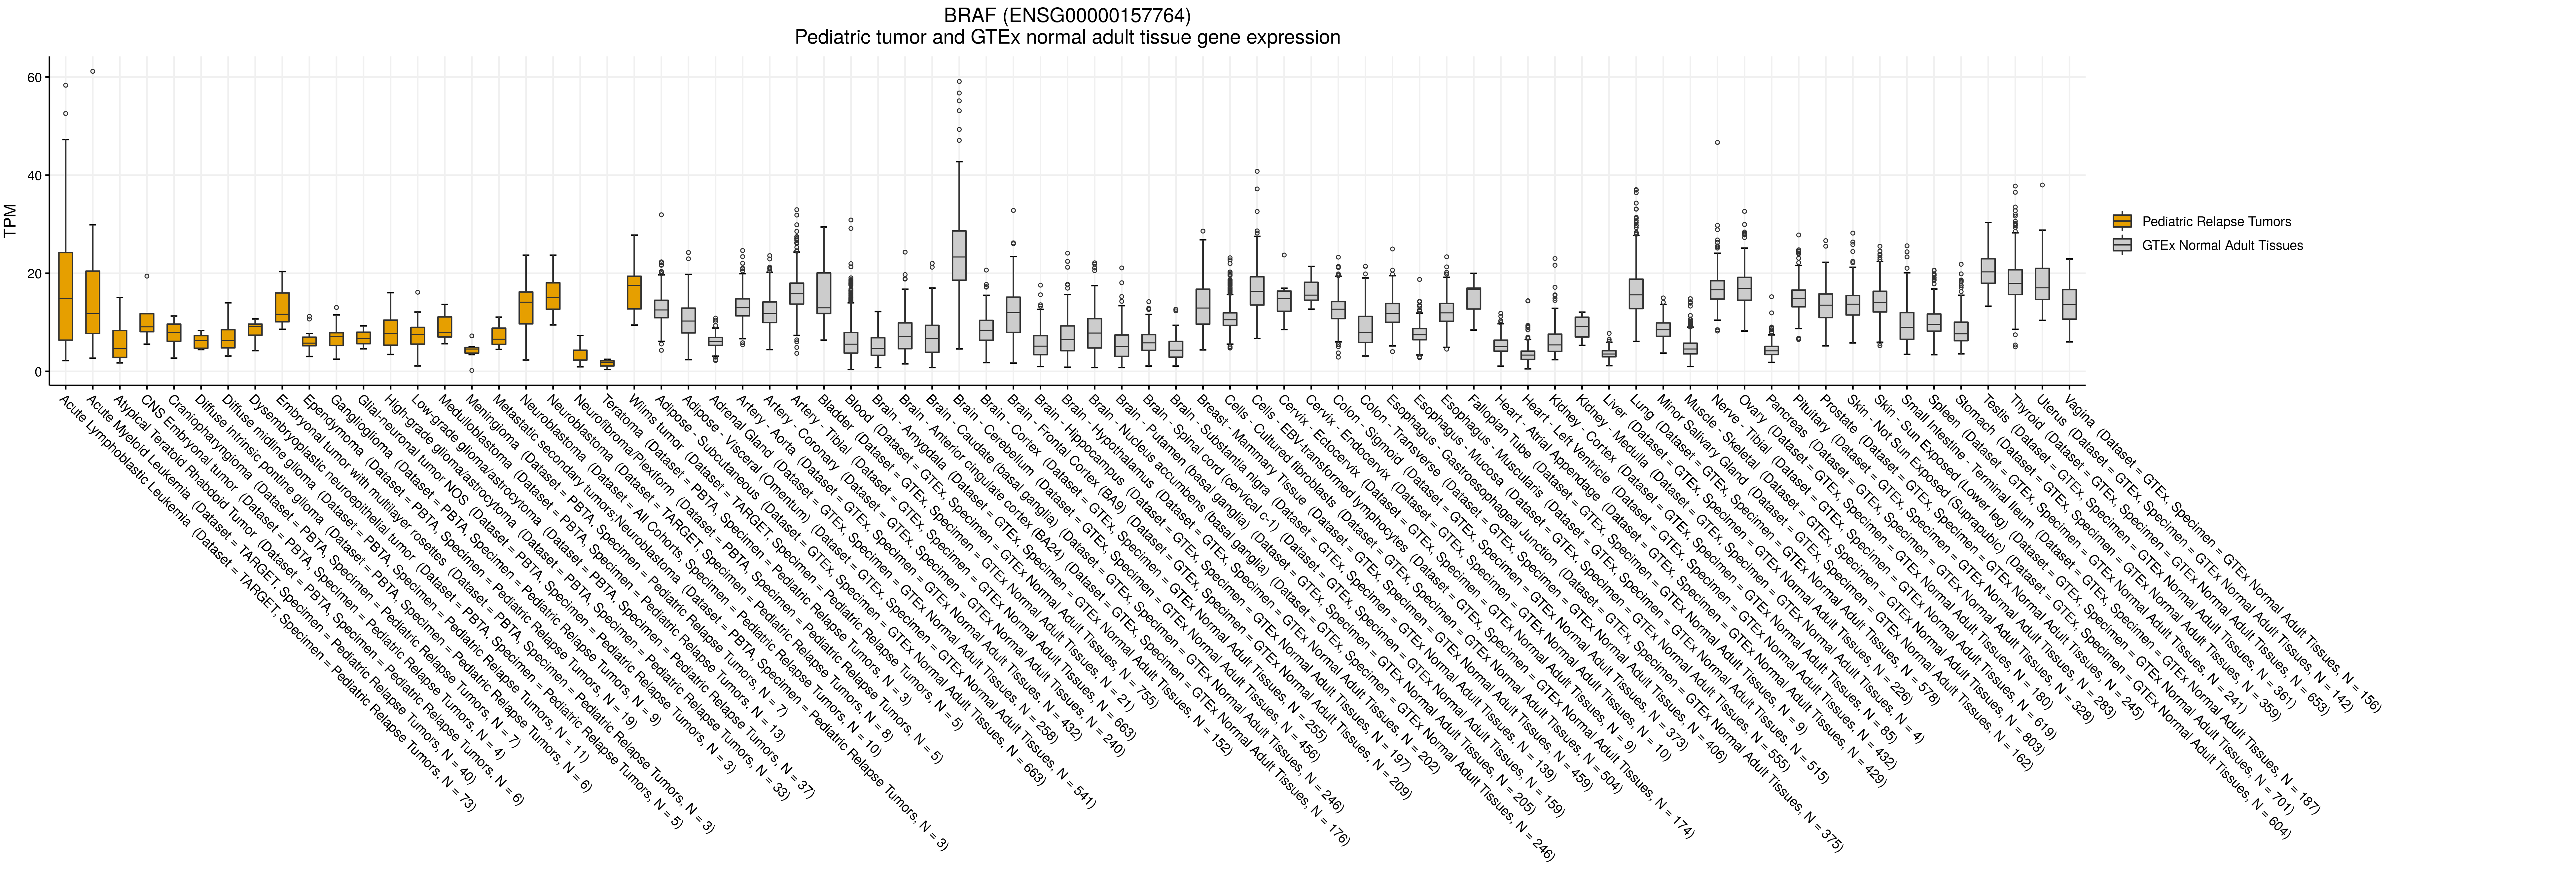 BRAF (ENSG00000157764)
Pediatric tumor and GTEx normal adult tissue gene expression
TPM
60
40
20
0
Pediatric Relapse Tumors
GTEx Normal Adult Tissues
Acute Lymphoblastic Leukemia (Dataset = TARGET, Specimen = Pediatric Relapse Tumors, N = 73)
Acute Myeloid Leukemia (Dataset = TARGET, Specimen = Pediatric Relapse Tumors, N = 40)
Atypical Teratoid Rhabdoid Tumor (Dataset = PBTA, Specimen = Pediatric Relapse Tumors, N = 6)
CNS Embryonal tumor (Dataset = PBTA, Specimen = Pediatric Relapse Tumors, N = 4)
Craniopharyngioma (Dataset = PBTA, Specimen = Pediatric Relapse Tumors, N = 7)
Diffuse intrinsic pontine glioma (Dataset = PBTA, Specimen = Pediatric Relapse Tumors, N = 6)
Diffuse midline glioma (Dataset = PBTA, Specimen = Pediatric Relapse Tumors, N = 11)
Dysembryoplastic neuroepithelial tumor (Dataset = PBTA, Specimen = Pediatric Relapse Tumors, N = 5)
Embryonal tumor with multilayer rosettes (Dataset = PBTA, Specimen = Pediatric Relapse Tumors, N = 3)
Ependymoma (Dataset = PBTA, Specimen = Pediatric Relapse Tumors, N = 19)
Ganglioglioma (Dataset = PBTA, Specimen = Pediatric Relapse Tumors, N = 9)
Glial-neuronal tumor NOS (Dataset = PBTA, Specimen = Pediatric Relapse Tumors, N = 3)
High-grade glioma/astrocytoma (Dataset = PBTA, Specimen = Pediatric Relapse Tumors, N = 33)
Low-grade glioma/astrocytoma (Dataset = PBTA, Specimen = Pediatric Relapse Tumors, N = 37)
Medulloblastoma (Dataset = PBTA, Specimen = Pediatric Relapse Tumors, N = 13)
Meningioma (Dataset = PBTA, Specimen = Pediatric Relapse Tumors, N = 7)
Metastatic secondary tumors;Neuroblastoma (Dataset = PBTA, Specimen = Pediatric Relapse Tumors, N = 3)
Neuroblastoma (Dataset = All Cohorts, Specimen = Pediatric Relapse Tumors, N = 10)
Neuroblastoma (Dataset = TARGET, Specimen = Pediatric Relapse Tumors, N = 8)
Neurofibroma/Plexiform (Dataset = PBTA, Specimen = Pediatric Relapse Tumors, N = 5)
Teratoma (Dataset = PBTA, Specimen = Pediatric Relapse Tumors, N = 3)
Wilms tumor (Dataset = TARGET, Specimen = Pediatric Relapse Tumors, N = 5)
Adipose - Subcutaneous (Dataset = GTEx, Specimen = GTEx Normal Adult Tissues, N = 663)
Adipose - Visceral (Omentum) (Dataset = GTEx, Specimen = GTEx Normal Adult Tissues, N = 541)
Adrenal Gland (Dataset = GTEx, Specimen = GTEx Normal Adult Tissues, N = 258)
Artery - Aorta (Dataset = GTEx, Specimen = GTEx Normal Adult Tissues, N = 432)
Artery - Coronary (Dataset = GTEx, Specimen = GTEx Normal Adult Tissues, N = 240)
Artery - Tibial (Dataset = GTEx, Specimen = GTEx Normal Adult Tissues, N = 663)
Bladder (Dataset = GTEx, Specimen = GTEx Normal Adult Tissues, N = 21)
Blood (Dataset = GTEx, Specimen = GTEx Normal Adult Tissues, N = 755)
Brain - Amygdala (Dataset = GTEx, Specimen = GTEx Normal Adult Tissues, N = 152)
Brain - Anterior cingulate cortex (BA24) (Dataset = GTEx, Specimen = GTEx Normal Adult Tissues, N = 176)
Brain - Caudate (basal ganglia) (Dataset = GTEx, Specimen = GTEx Normal Adult Tissues, N = 246)
Brain - Cerebellum (Dataset = GTEx, Specimen = GTEx Normal Adult Tissues, N = 456)
Brain - Cortex (Dataset = GTEx, Specimen = GTEx Normal Adult Tissues, N = 255)
Brain - Frontal Cortex (BA9) (Dataset = GTEx, Specimen = GTEx Normal Adult Tissues, N = 209)
Brain - Hippocampus (Dataset = GTEx, Specimen = GTEx Normal Adult Tissues, N = 197)
Brain - Hypothalamus (Dataset = GTEx, Specimen = GTEx Normal Adult Tissues, N = 202)
Brain - Nucleus accumbens (basal ganglia) (Dataset = GTEx, Specimen = GTEx Normal Adult Tissues, N = 246)
Brain - Putamen (basal ganglia) (Dataset = GTEx, Specimen = GTEx Normal Adult Tissues, N = 205)
Brain - Spinal cord (cervical c-1) (Dataset = GTEx, Specimen = GTEx Normal Adult Tissues, N = 159)
Brain - Substantia nigra (Dataset = GTEx, Specimen = GTEx Normal Adult Tissues, N = 139)
Breast - Mammary Tissue (Dataset = GTEx, Specimen = GTEx Normal Adult Tissues, N = 459)
Cells - Cultured fibroblasts (Dataset = GTEx, Specimen = GTEx Normal Adult Tissues, N = 504)
Cells - EBV-transformed lymphocytes (Dataset = GTEx, Specimen = GTEx Normal Adult Tissues, N = 174)
Cervix - Ectocervix (Dataset = GTEx, Specimen = GTEx Normal Adult Tissues, N = 9)
Cervix - Endocervix (Dataset = GTEx, Specimen = GTEx Normal Adult Tissues, N = 10)
Colon - Sigmoid (Dataset = GTEx, Specimen = GTEx Normal Adult Tissues, N = 373)
Colon - Transverse (Dataset = GTEx, Specimen = GTEx Normal Adult Tissues, N = 406)
Esophagus - Gastroesophageal Junction (Dataset = GTEx, Specimen = GTEx Normal Adult Tissues, N = 375)
Esophagus - Mucosa (Dataset = GTEx, Specimen = GTEx Normal Adult Tissues, N = 555)
Esophagus - Muscularis (Dataset = GTEx, Specimen = GTEx Normal Adult Tissues, N = 515)
Fallopian Tube (Dataset = GTEx, Specimen = GTEx Normal Adult Tissues, N = 9)
Heart - Atrial Appendage (Dataset = GTEx, Specimen = GTEx Normal Adult Tissues, N = 429)
Heart - Left Ventricle (Dataset = GTEx, Specimen = GTEx Normal Adult Tissues, N = 432)
Kidney - Cortex (Dataset = GTEx, Specimen = GTEx Normal Adult Tissues, N = 85)
Kidney - Medulla (Dataset = GTEx, Specimen = GTEx Normal Adult Tissues, N = 4)
Liver (Dataset = GTEx, Specimen = GTEx Normal Adult Tissues, N = 226)
Lung (Dataset = GTEx, Specimen = GTEx Normal Adult Tissues, N = 578)
Minor Salivary Gland (Dataset = GTEx, Specimen = GTEx Normal Adult Tissues, N = 162)
Muscle - Skeletal (Dataset = GTEx, Specimen = GTEx Normal Adult Tissues, N = 803)
Nerve - Tibial (Dataset = GTEx, Specimen = GTEx Normal Adult Tissues, N = 619)
Ovary (Dataset = GTEx, Specimen = GTEx Normal Adult Tissues, N = 180)
Pancreas (Dataset = GTEx, Specimen = GTEx Normal Adult Tissues, N = 328)
Pituitary (Dataset = GTEx, Specimen = GTEx Normal Adult Tissues, N = 283)
Prostate (Dataset = GTEx, Specimen = GTEx Normal Adult Tissues, N = 245)
Skin - Not Sun Exposed (Suprapubic) (Dataset = GTEx, Specimen = GTEx Normal Adult Tissues, N = 604)
Skin - Sun Exposed (Lower leg) (Dataset = GTEx, Specimen = GTEx Normal Adult Tissues, N = 701)
Small Intestine - Terminal Ileum (Dataset = GTEx, Specimen = GTEx Normal Adult Tissues, N = 187)
Spleen (Dataset = GTEx, Specimen = GTEx Normal Adult Tissues, N = 241)
Stomach (Dataset = GTEx, Specimen = GTEx Normal Adult Tissues, N = 359)
Testis (Dataset = GTEx, Specimen = GTEx Normal Adult Tissues, N = 361)
Thyroid (Dataset = GTEx, Specimen = GTEx Normal Adult Tissues, N = 653)
Uterus (Dataset = GTEx, Specimen = GTEx Normal Adult Tissues, N = 142)
Vagina (Dataset = GTEx, Specimen = GTEx Normal Adult Tissues, N = 156)